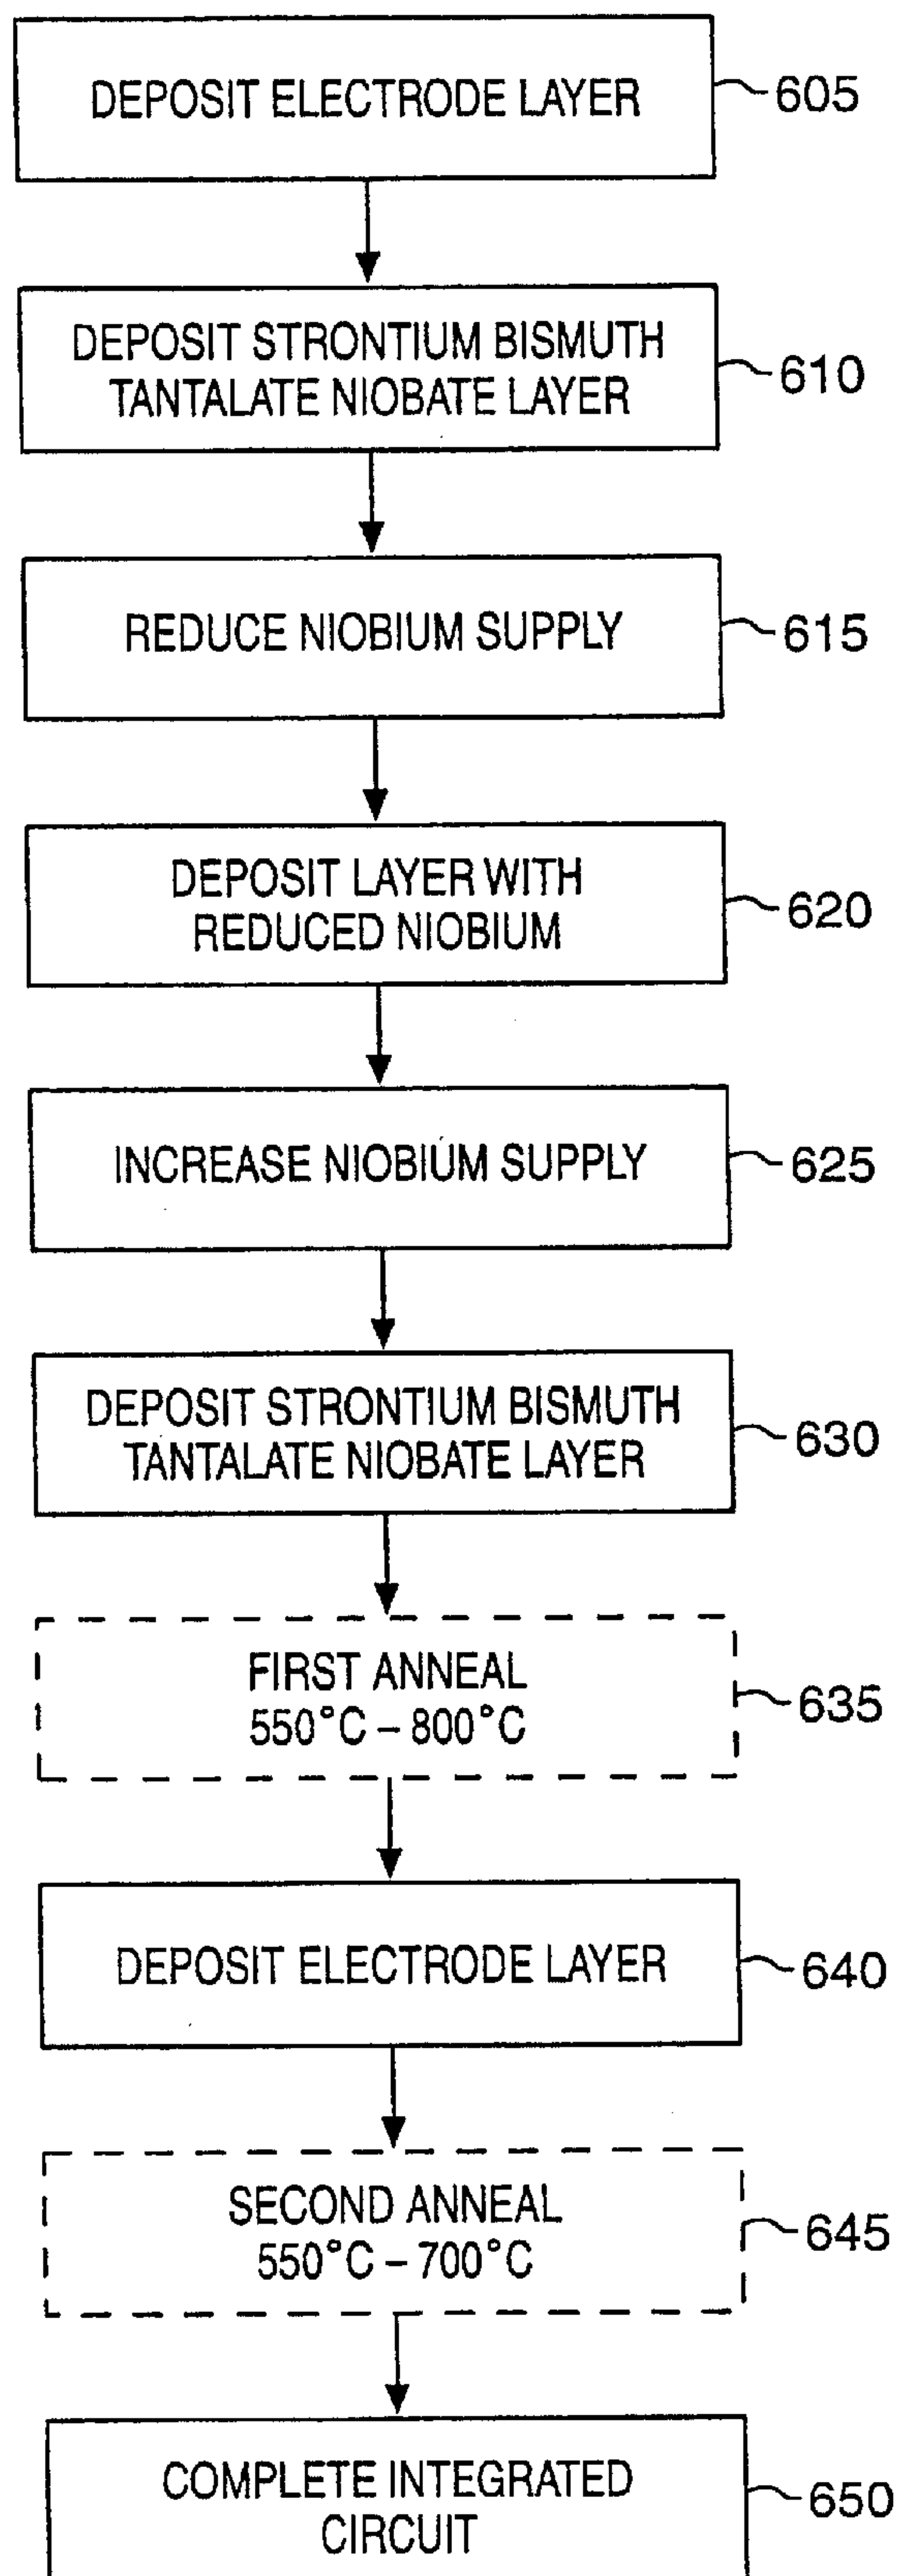 DEPOSIT ELECTRODE LAYER
605
DEPOSIT STRONTIUM BISMUTH
TANTALATE NIOBATE LAYER
610
REDUCE NIOBIUM SUPPLY
615
DEPOSIT LAYER WITH
REDUCED NIOBIUM
620
INCREASE NIOBIUM SUPPLY
625
DEPOSIT STRONTIUM BISMUTH
TANTALATE NIOBATE LAYER
630
FIRST ANNEAL
550°C – 800°C
635
DEPOSIT ELECTRODE LAYER
640
SECOND ANNEAL
550°C – 700°C
645
COMPLETE INTEGRATED
CIRCUIT
650